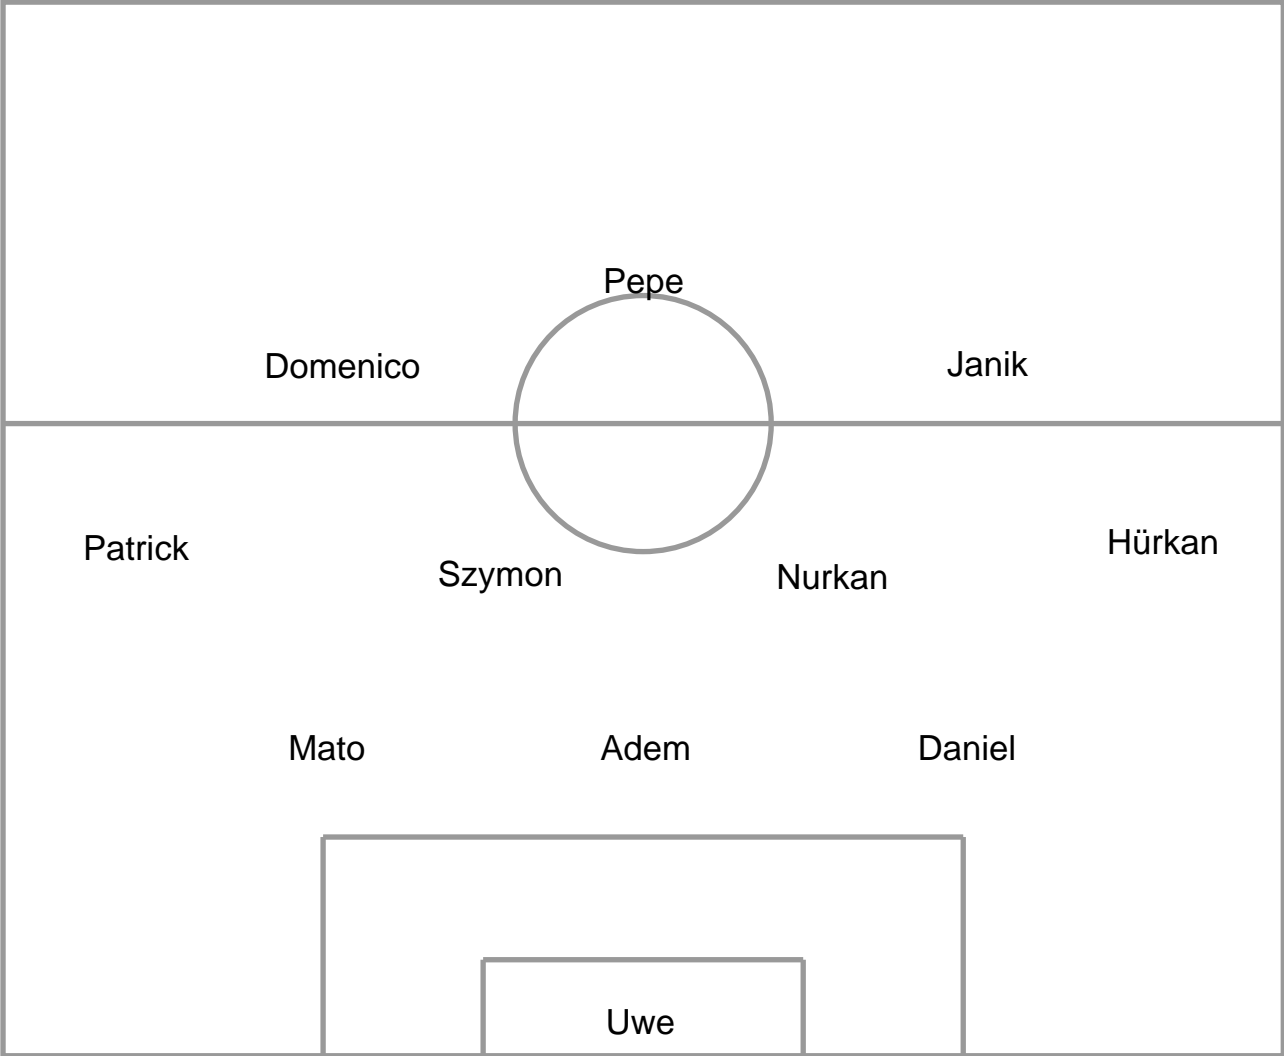 Pepe
Domenico
Janik
Patrick
Hürkan
Szymon
Nurkan
Mato
Adem
Daniel
Uwe